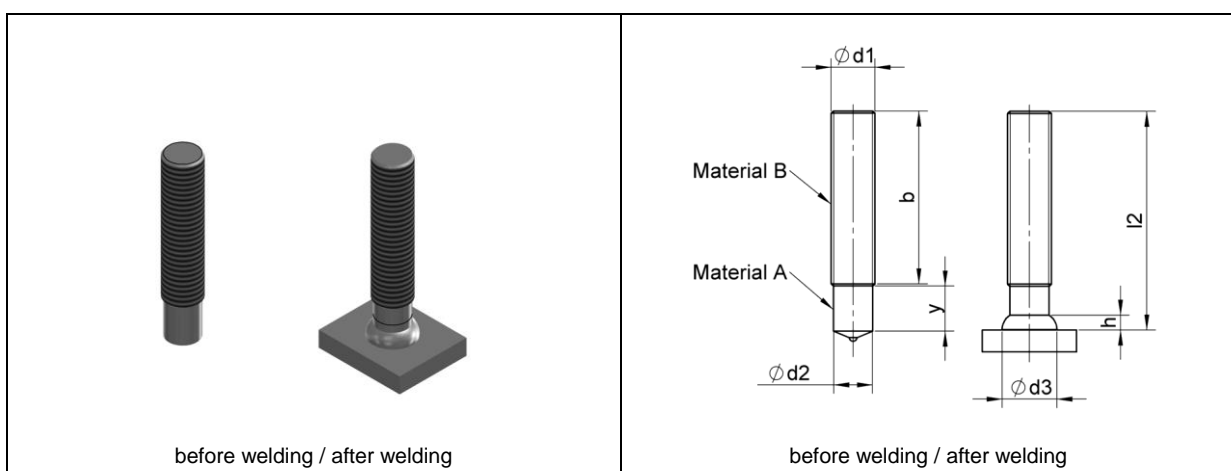 before welding / after welding
Ød1
Material B
b
l2
Material A
y
h
Ød2
Ød3
before welding / after welding